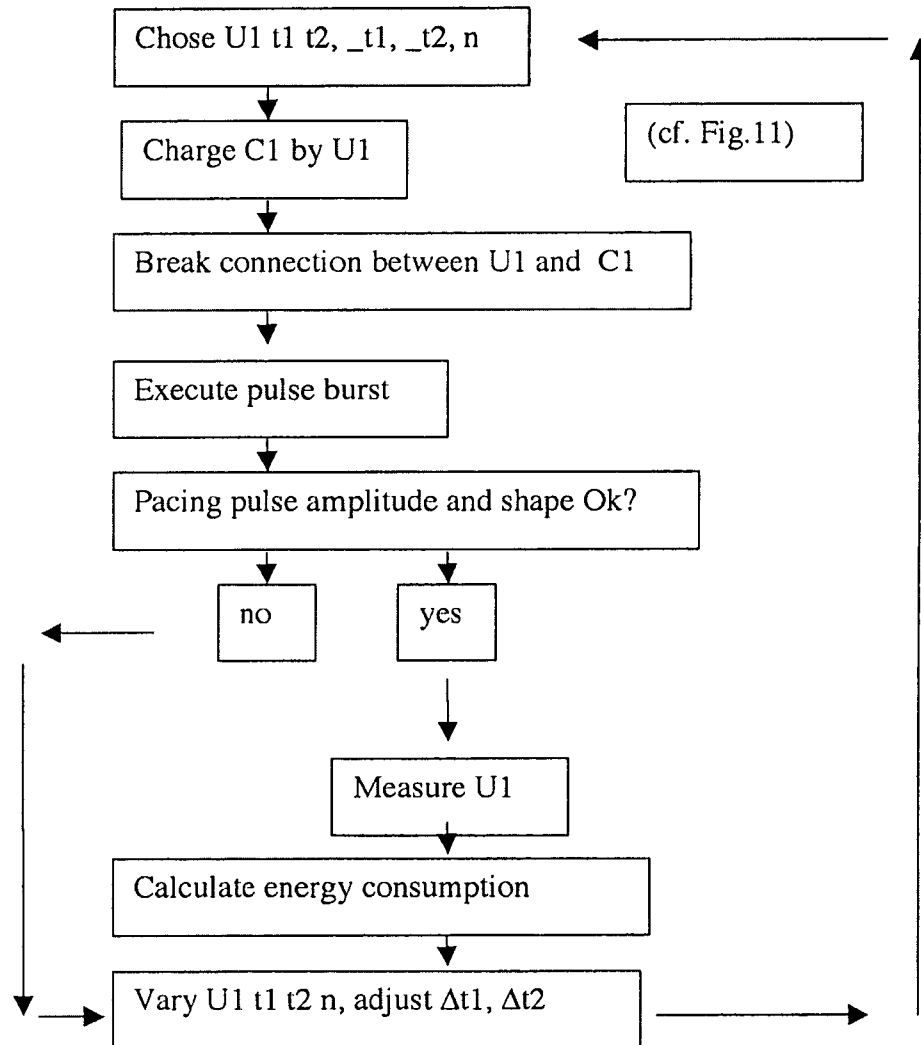 Chose U1 t1 t2, _t1, _t2, n
(cf. Fig.11)
Charge C1 by U1
Break connection between U1 and C1
Execute pulse burst
Pacing pulse amplitude and shape Ok?
no
yes
Measure U1
Calculate energy consumption
Vary U1 t1 t2 n, adjust Δt1, Δt2